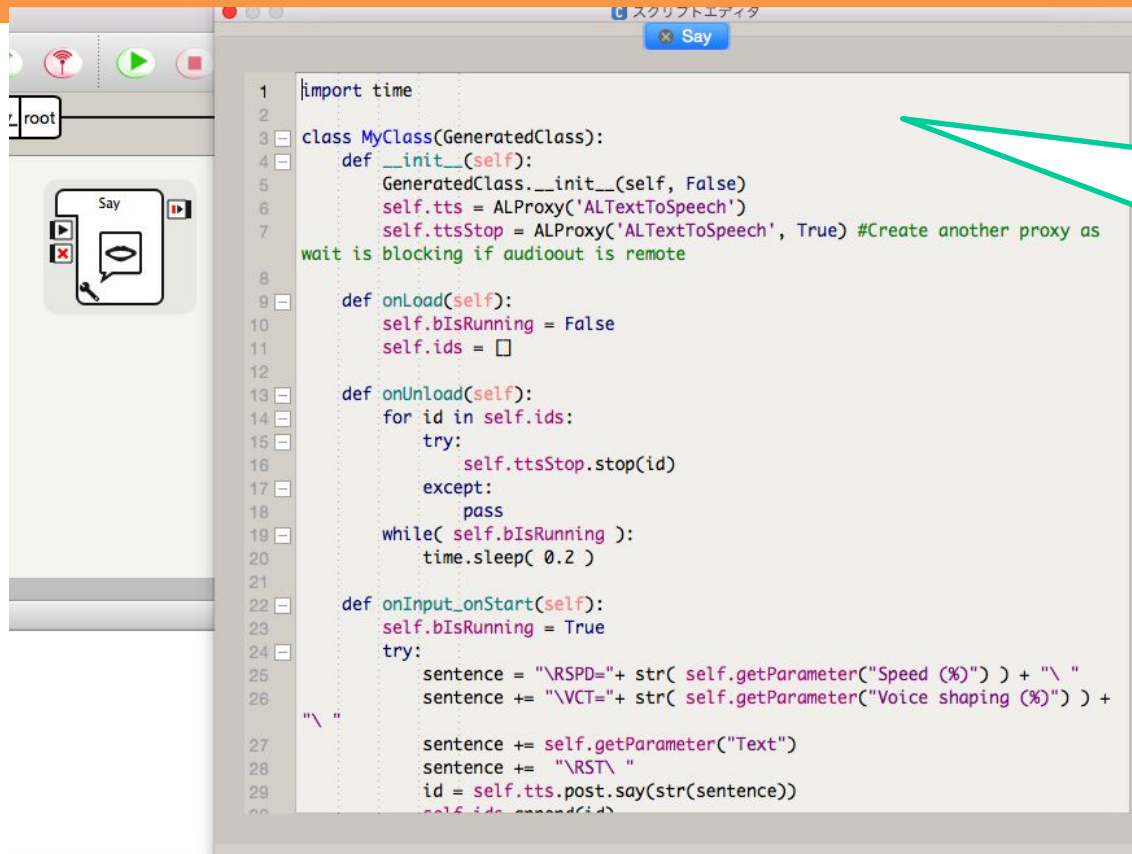 スクリプトエディタ
Say
root
Say
1 import time
2
3 class MyClass(GeneratedClass):
4     def __init__(self):
5         GeneratedClass.__init__(self, False)
6         self.tts = ALProxy('ALTextToSpeech')
7         self.ttsStop = ALProxy('ALTextToSpeech', True) #Create another proxy as
wait is blocking if audioout is remote
8
9     def onLoad(self):
10         self.bIsRunning = False
11         self.ids = []
12
13     def onUnload(self):
14         for id in self.ids:
15             try:
16                 self.ttsStop.stop(id)
17             except:
18                 pass
19         while( self.bIsRunning ):
20             time.sleep( 0.2 )
21
22     def onInput_onStart(self):
23         self.bIsRunning = True
24         try:
25             sentence = "\RSPD="+ str( self.getParameter("Speed (%)") ) + "\ "
26             sentence += "\VCT="+ str( self.getParameter("Voice shaping (%)") ) +
"\ "
27             sentence += self.getParameter("Text")
28             sentence +=  "\RST\ "
29             id = self.tts.post.say(str(sentence))
self.ids.append(id)